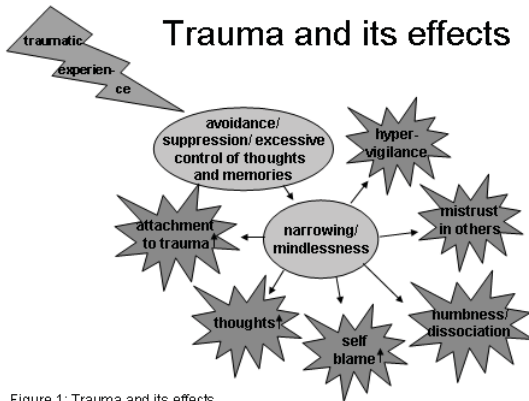 Trauma and its effects
traumatic
experien-
ce
avoidance/
suppression/ excessive
control of thoughts
and memories
hyper-
vigilance
attachment
to trauma↑
narrowing/
mindlessness
mistrust
in others
thoughts↑
self
blame↑
humbness/
dissociation
Figure 1: Trauma and its effects